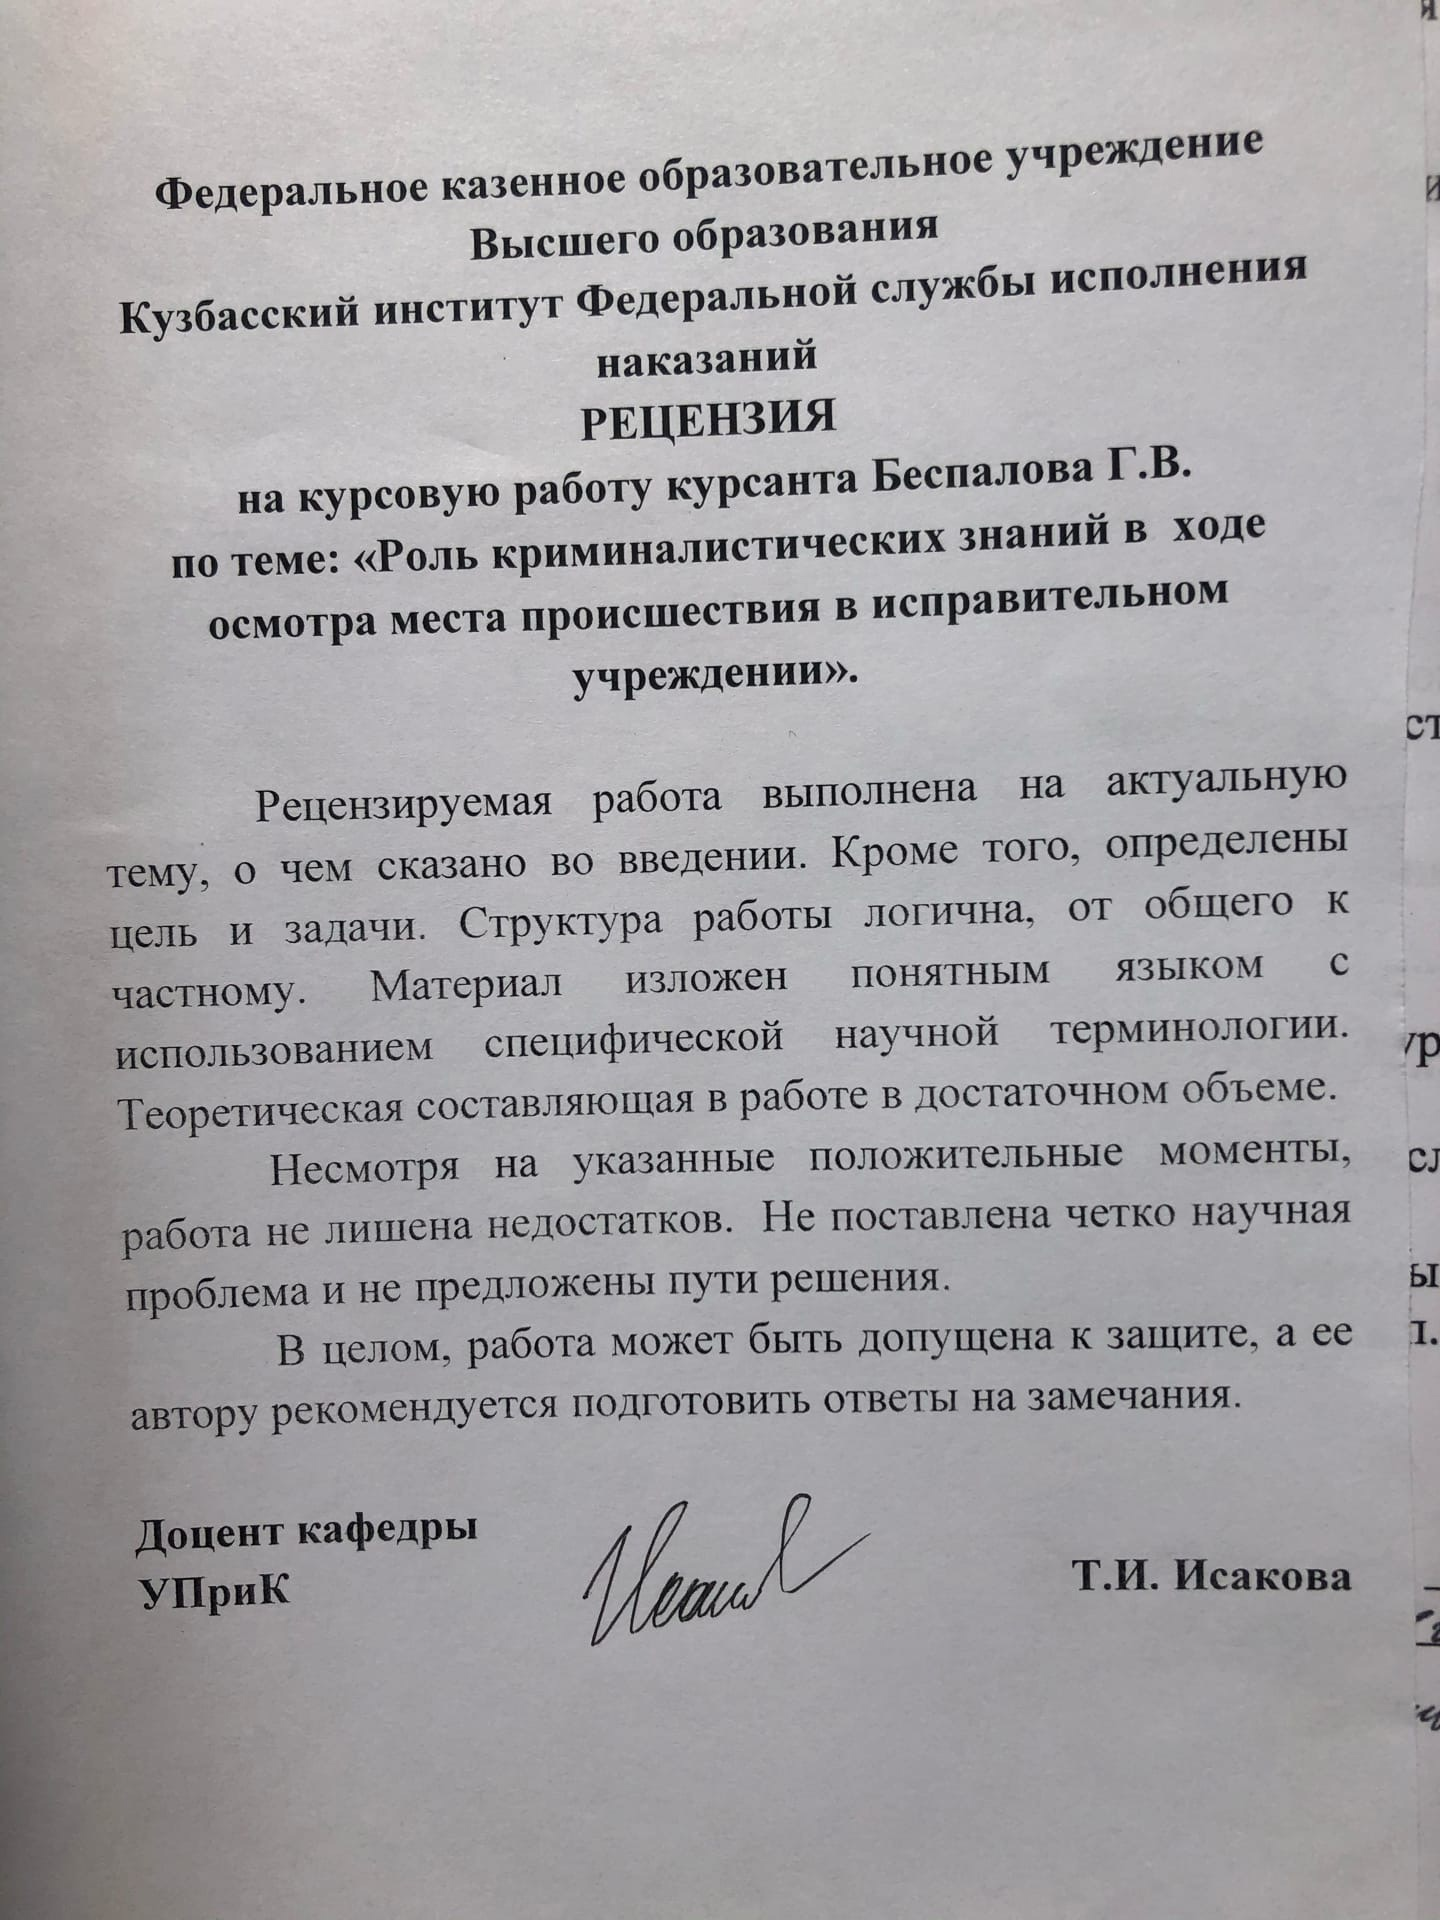 Федеральное казенное образовательное учреждение
Высшего образования
Кузбасский институт Федеральной службы исполнения
наказаний
РЕЦЕНЗИЯ
на курсовую работу курсанта Беспалова Г.В.
по теме: «Роль криминалистических знаний в ходе
осмотра места происшествия в исправительном
учреждении».
Рецензируемая работа выполнена на актуальную
тему, о чем сказано во введении. Кроме того, определены
цель и задачи. Структура работы логична, от общего к
частному. Материал изложен понятным языком с
использованием специфической научной терминологии.
Теоретическая составляющая в работе в достаточном объеме.
Несмотря на указанные положительные моменты,
работа не лишена недостатков. Не поставлена четко научная
проблема и не предложены пути решения.
В целом, работа может быть допущена к защите, а ее
автору рекомендуется подготовить ответы на замечания.
Доцент кафедры
УПриК
Т.И. Исакова